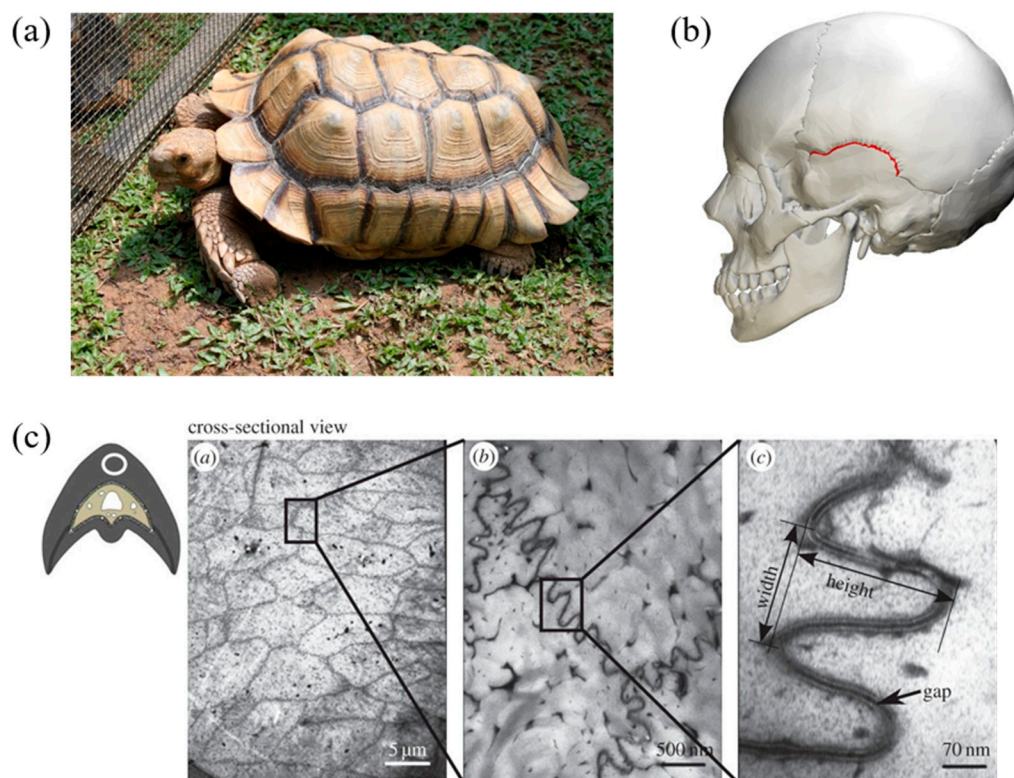 (a)
(b)
(c)
cross-sectional view
(a)
(b)
(c)
width
height
gap
5 μm
500 nm
70 nm